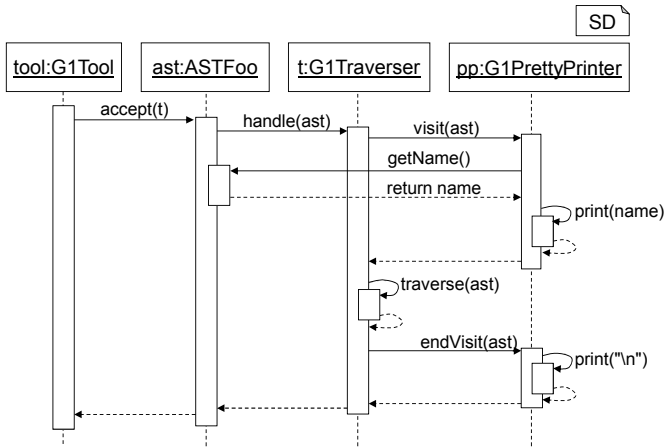 SD
tool:G1Tool
ast:ASTFoo
t:G1Traverser
pp:G1PrettyPrinter
accept(t)
handle(ast)
visit(ast)
getName()
return name
print(name)
traverse(ast)
endVisit(ast)
print("\n")